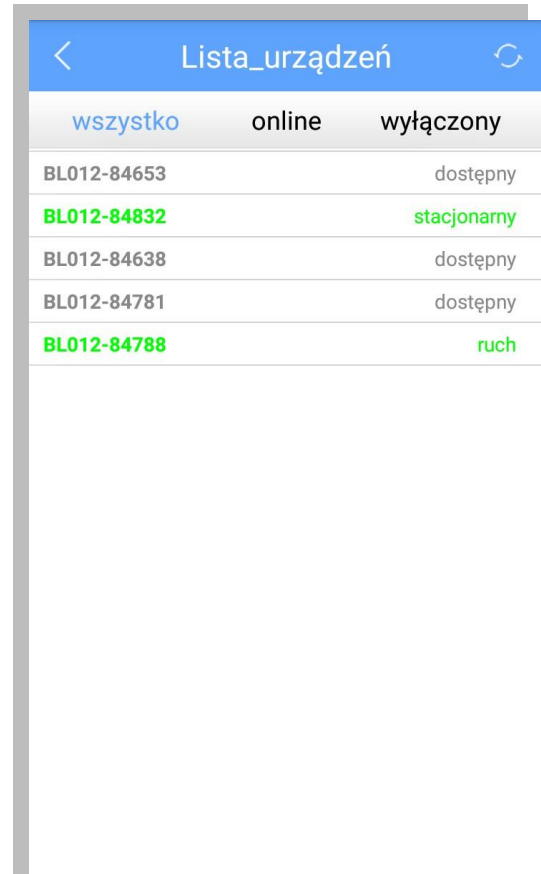 Lista_urządzeń
wszystko online wyłączony
BL012-84653 dostępny
BL012-84832 stacjonarny
BL012-84638 dostępny
BL012-84781 dostępny
BL012-84788 ruch